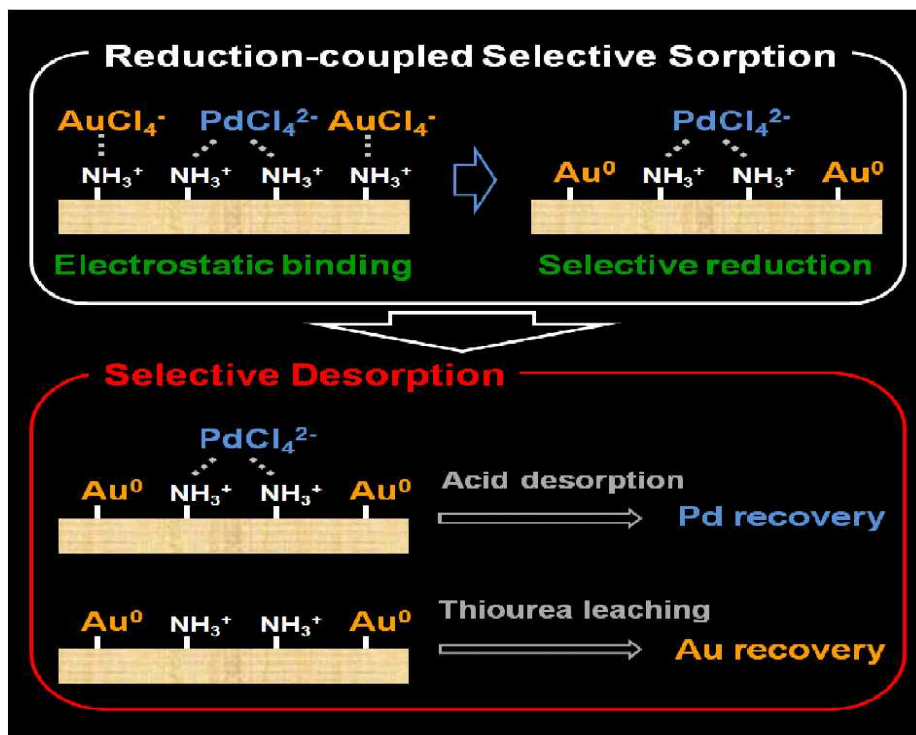 Reduction-coupled Selective Sorption
AuCl₄⁻ PdCl₄²⁻ AuCl₄⁻ PdCl₄²⁻
NH₃⁺ NH₃⁺ NH₃⁺ NH₃⁺ Au⁰ NH₃⁺ NH₃⁺ Au⁰
Electrostatic binding Selective reduction
Selective Desorption
PdCl₄²⁻
Au⁰ NH₃⁺ NH₃⁺ Au⁰ Acid desorption
Pd recovery
Au⁰ NH₃⁺ NH₃⁺ Au⁰ Thiourea leaching
Au recovery